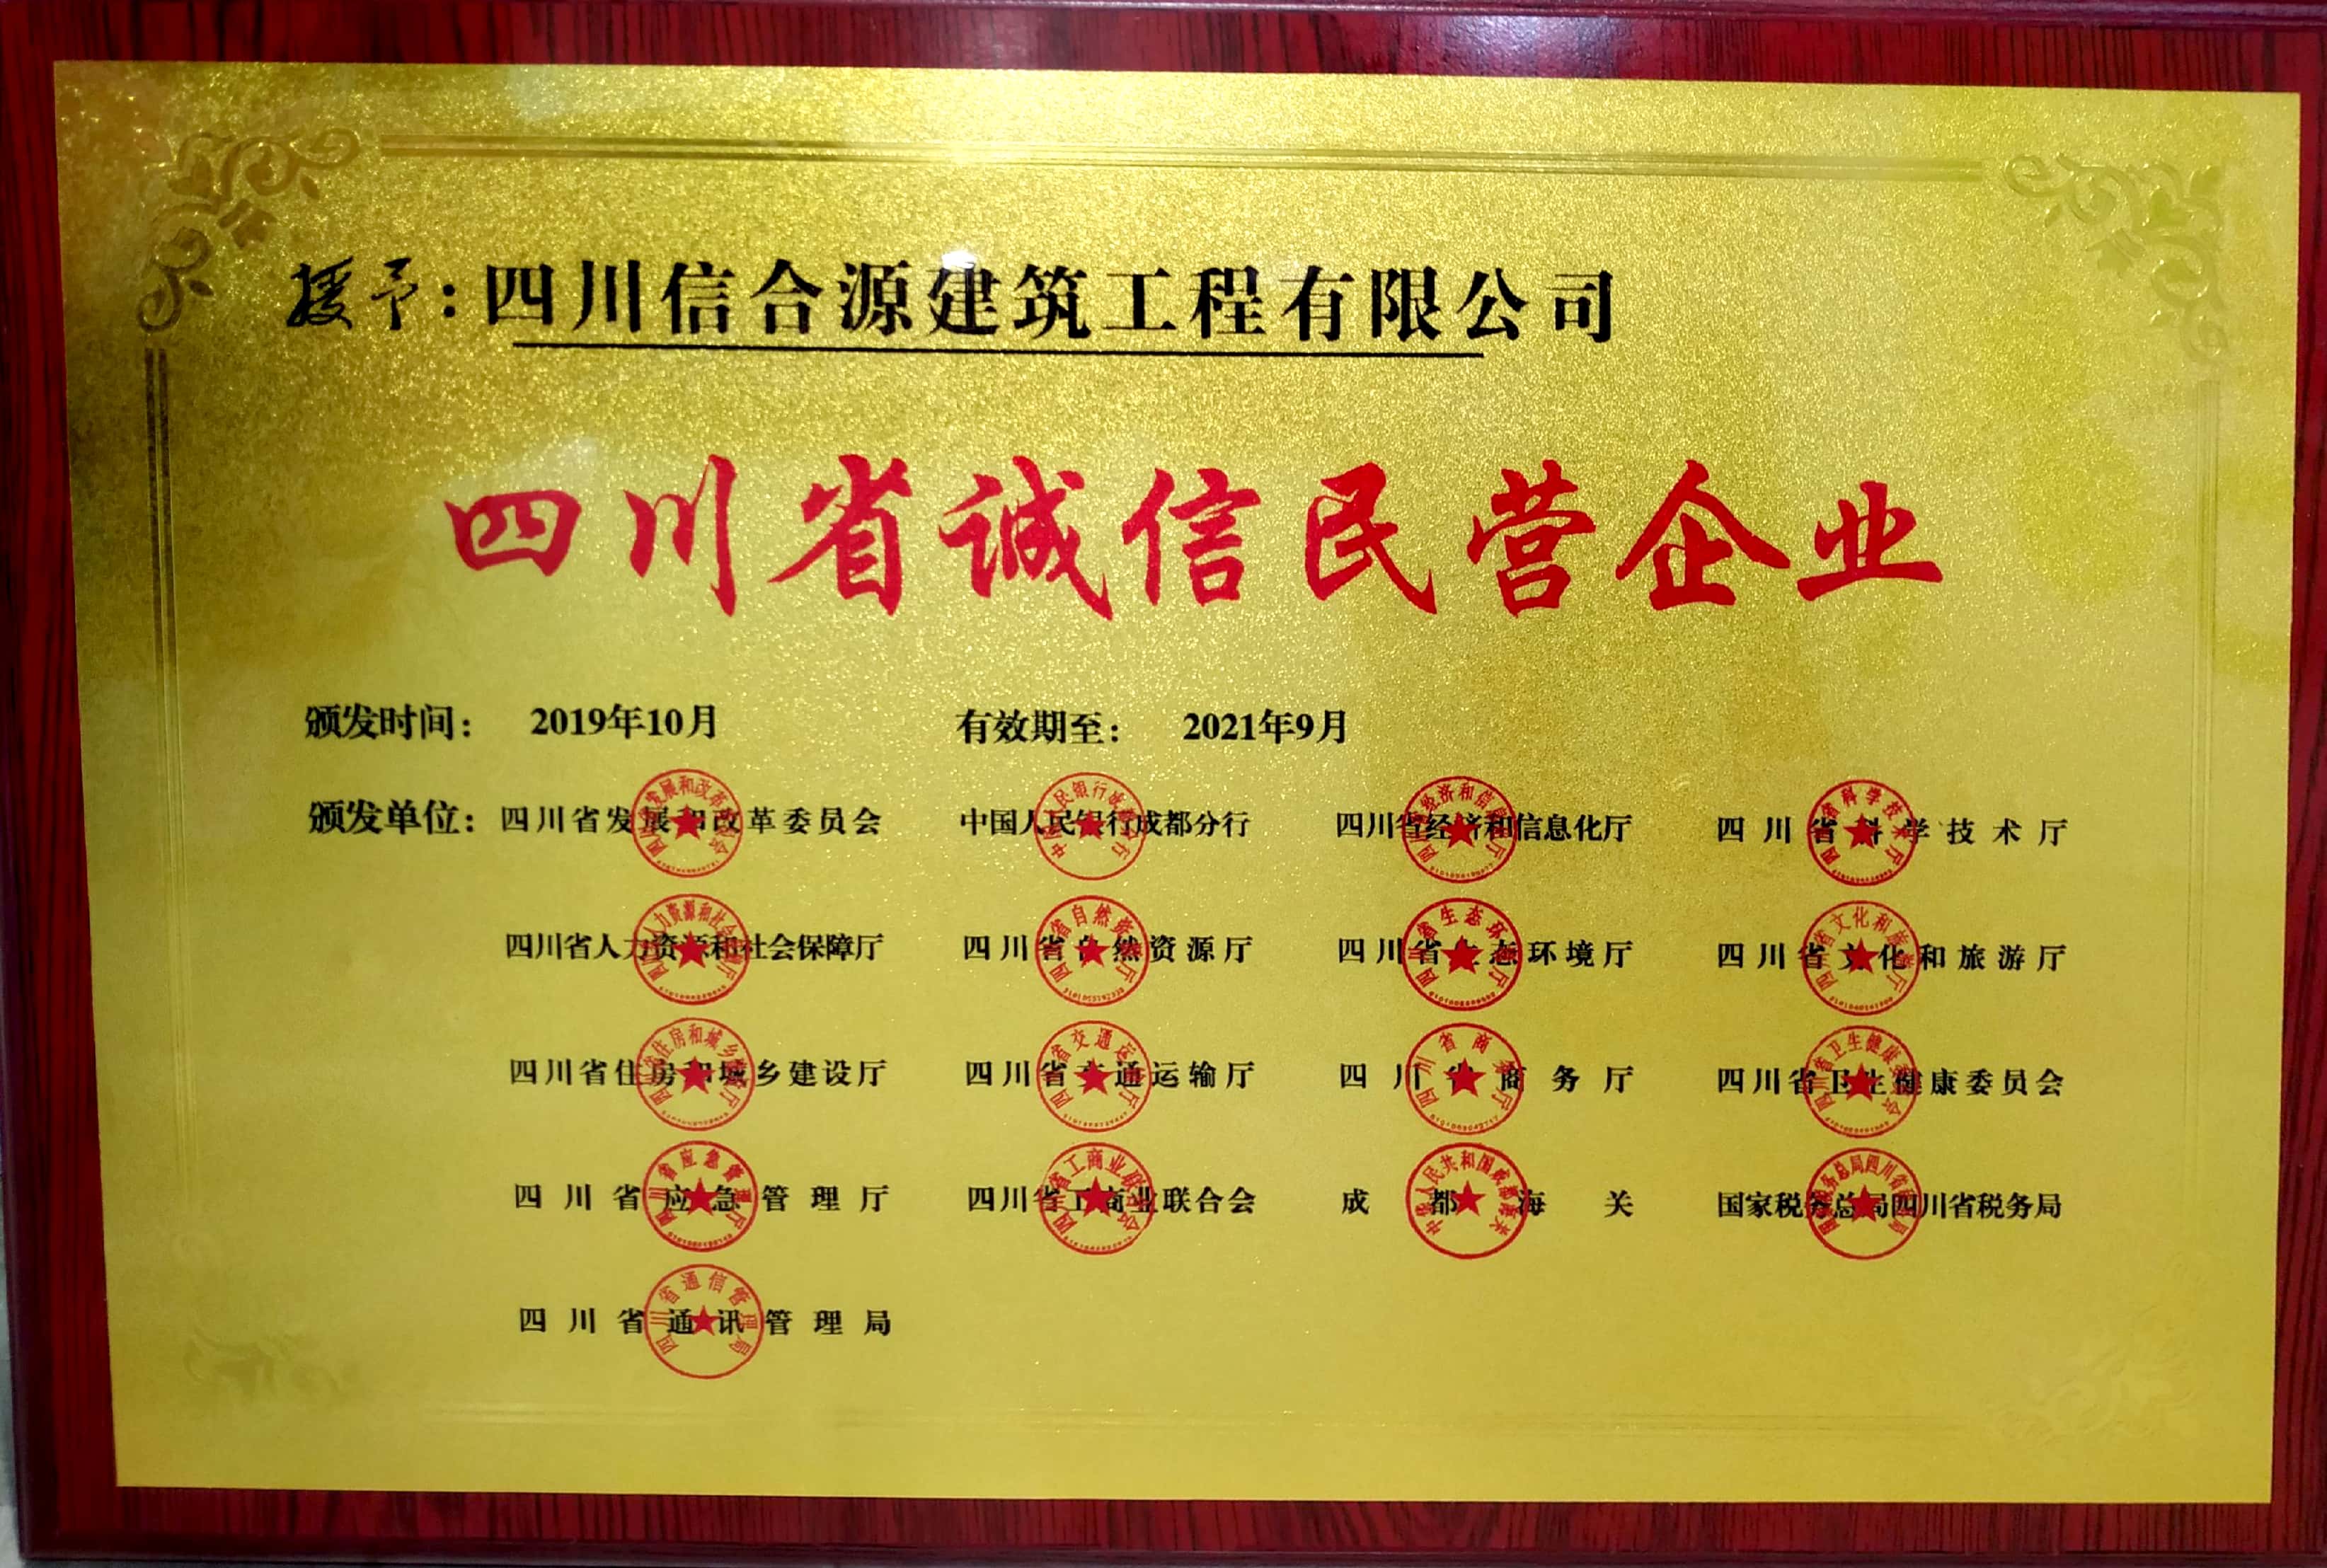 授予：四川信合源建筑工程有限公司
四川省诚信民营企业
颁发时间： 2019年10月 有效期至： 2021年9月
颁发单位：四川省发展和改革委员会 中国人民银行成都分行 四川省经济和信息化厅 四川省科学技术厅
四川省人力资源和社会保障厅 四川省自然资源厅 四川省生态环境厅 四川省文化和旅游厅
四川省住房和城乡建设厅 四川省交通运输厅 四川省商务厅 四川省卫生健康委员会
四川省应急管理厅 四川省工商业联合会 成都海关 国家税务总局四川省税务局
四川省通讯管理局